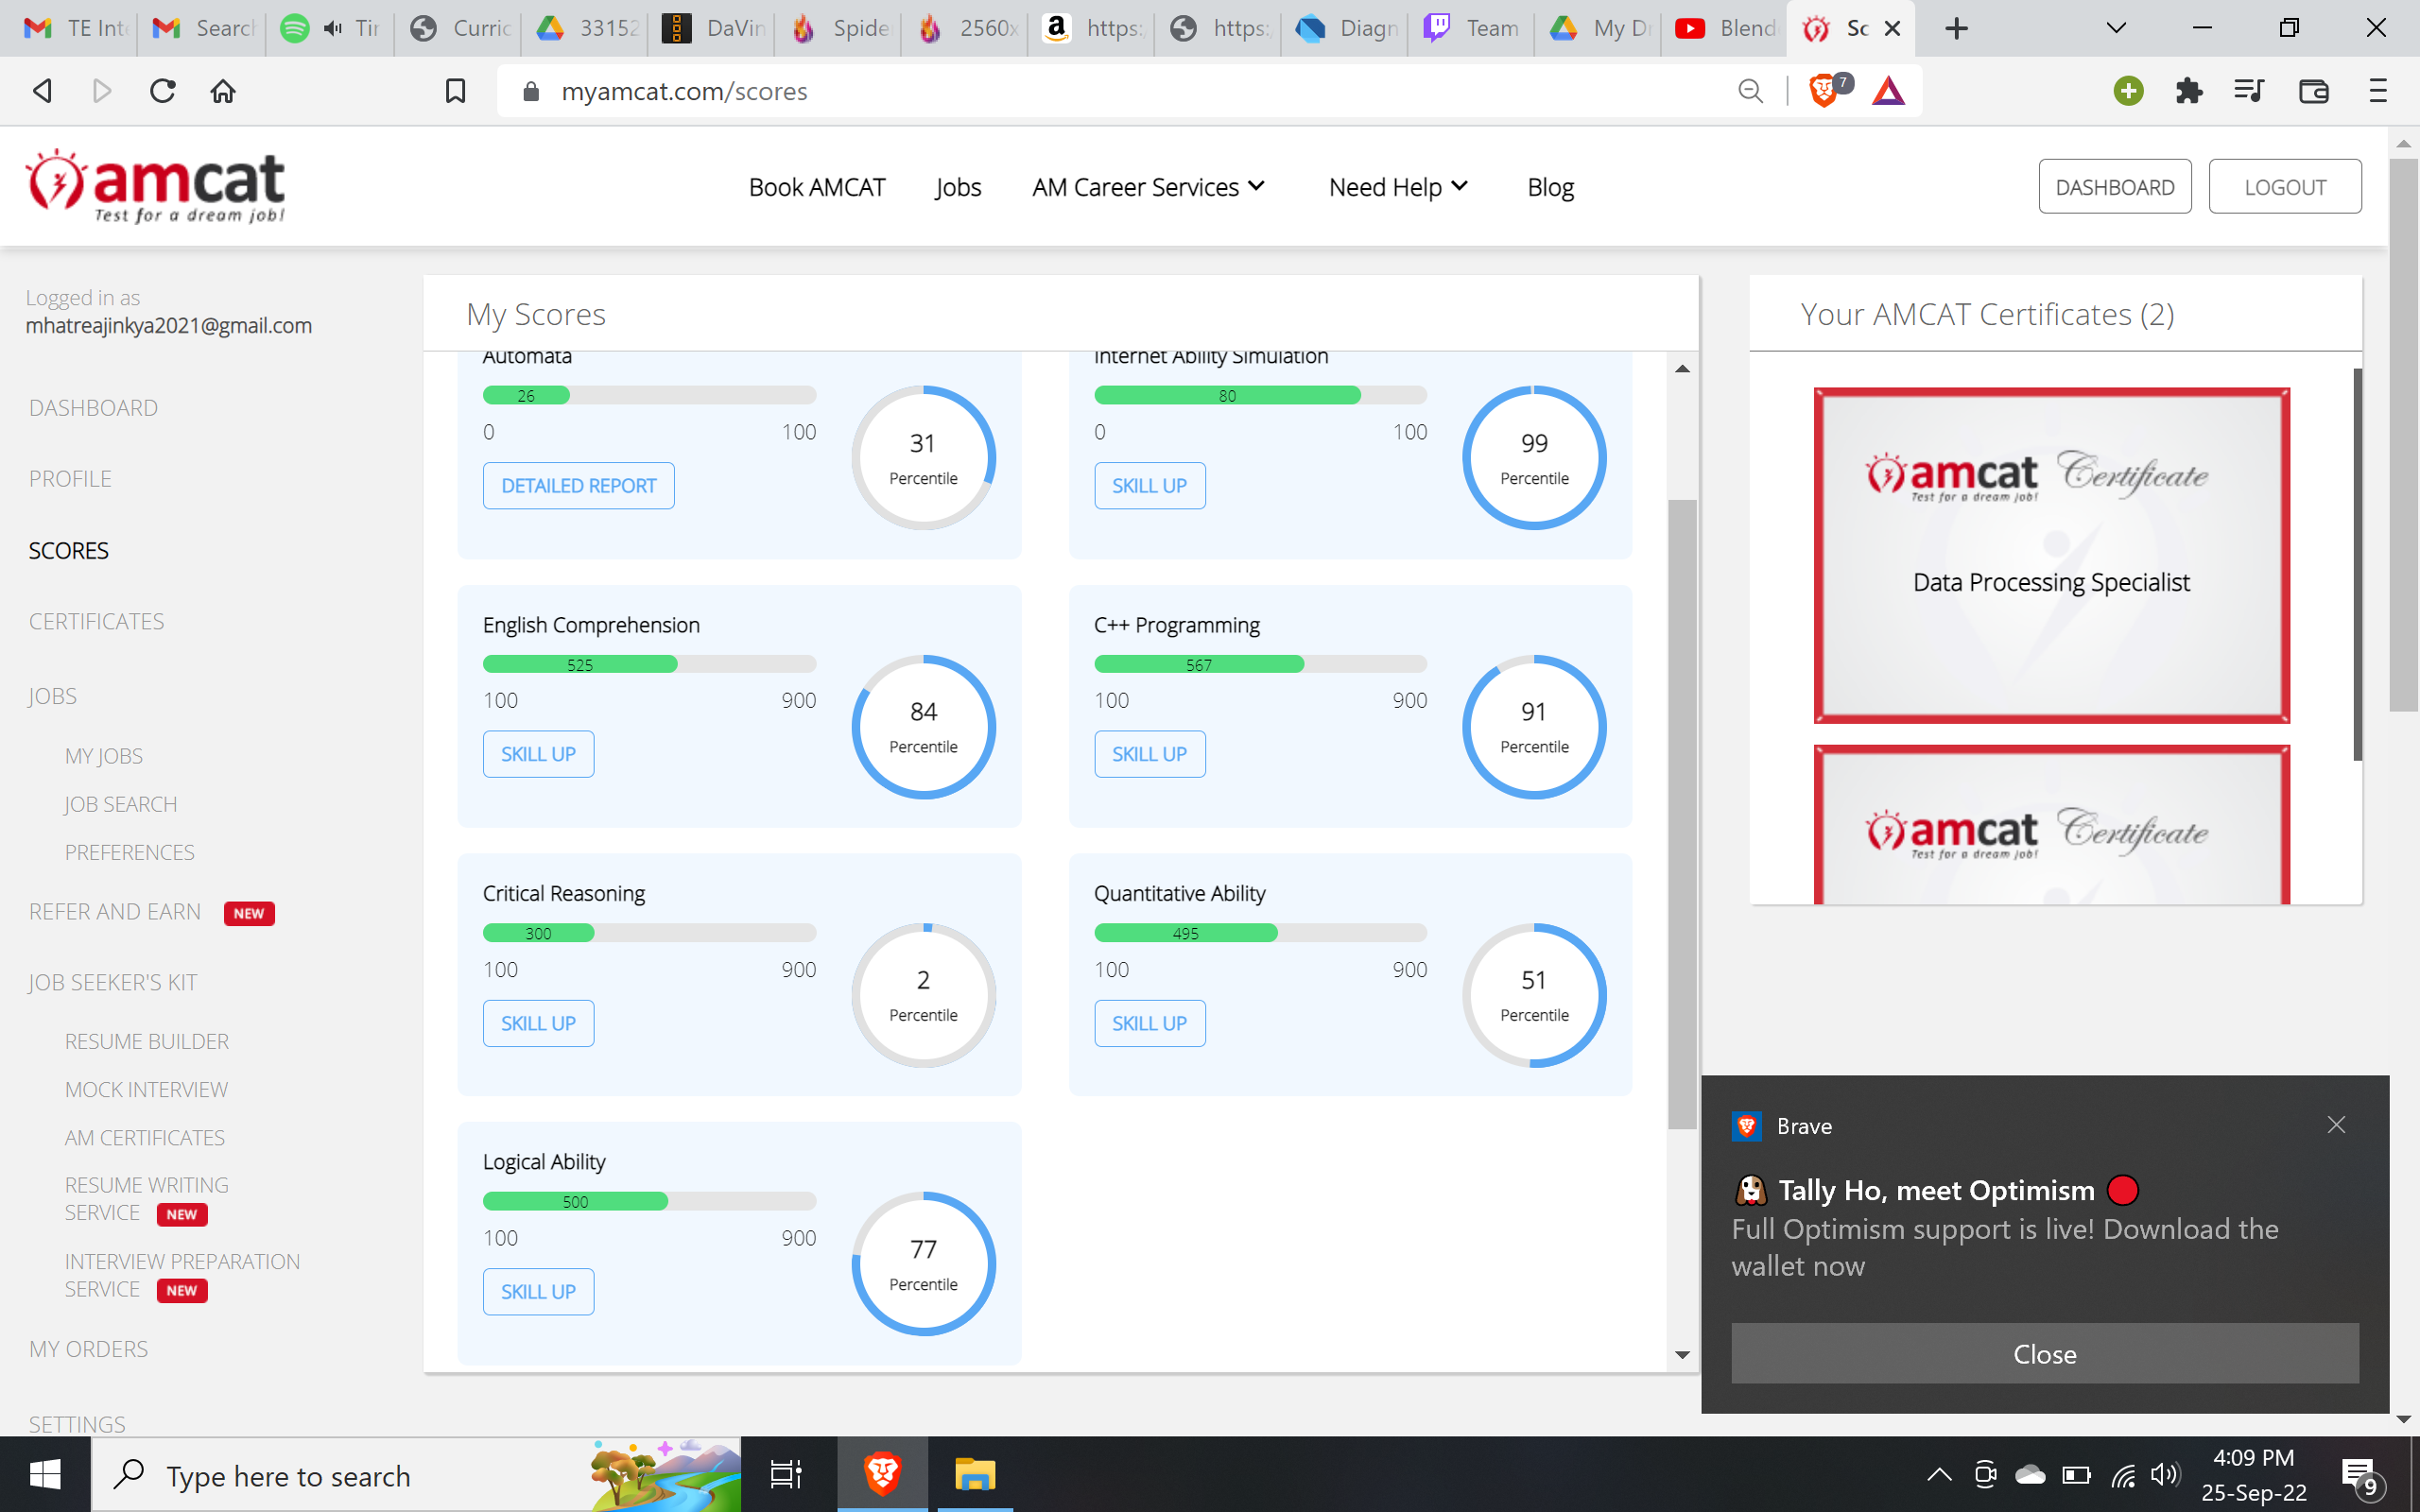 TE Inte
Search
Tir
Curric
33152
DaVin
Spide
2560x
https:
https:
Diagn
Team
My Dr
Blend
Sc
myamcat.com/scores
7
amcat
Test for a dream job!
Book AMCAT
Jobs
AM Career Services
Need Help
Blog
DASHBOARD
LOGOUT
Logged in as
mhatreajinkya2021@gmail.com
DASHBOARD
PROFILE
SCORES
CERTIFICATES
JOBS
MY JOBS
JOB SEARCH
PREFERENCES
REFER AND EARN NEW
JOB SEEKER'S KIT
RESUME BUILDER
MOCK INTERVIEW
AM CERTIFICATES
RESUME WRITING
SERVICE NEW
INTERVIEW PREPARATION
SERVICE NEW
MY ORDERS
SETTINGS
My Scores
Automata
26
0 100
DETAILED REPORT
31
Percentile
Internet Ability Simulation
80
0 100
SKILL UP
99
Percentile
English Comprehension
525
100 900
SKILL UP
84
Percentile
C++ Programming
567
100 900
SKILL UP
91
Percentile
Critical Reasoning
300
100 900
SKILL UP
2
Percentile
Quantitative Ability
495
100 900
SKILL UP
51
Percentile
Logical Ability
500
100 900
SKILL UP
77
Percentile
Your AMCAT Certificates (2)
amcat Certificate
Test for a dream job!
Data Processing Specialist
amcat Certificate
Test for a dream job!
Brave
Tally Ho, meet Optimism
Full Optimism support is live! Download the
wallet now
Close
Type here to search
4:09 PM
25-Sep-22
9